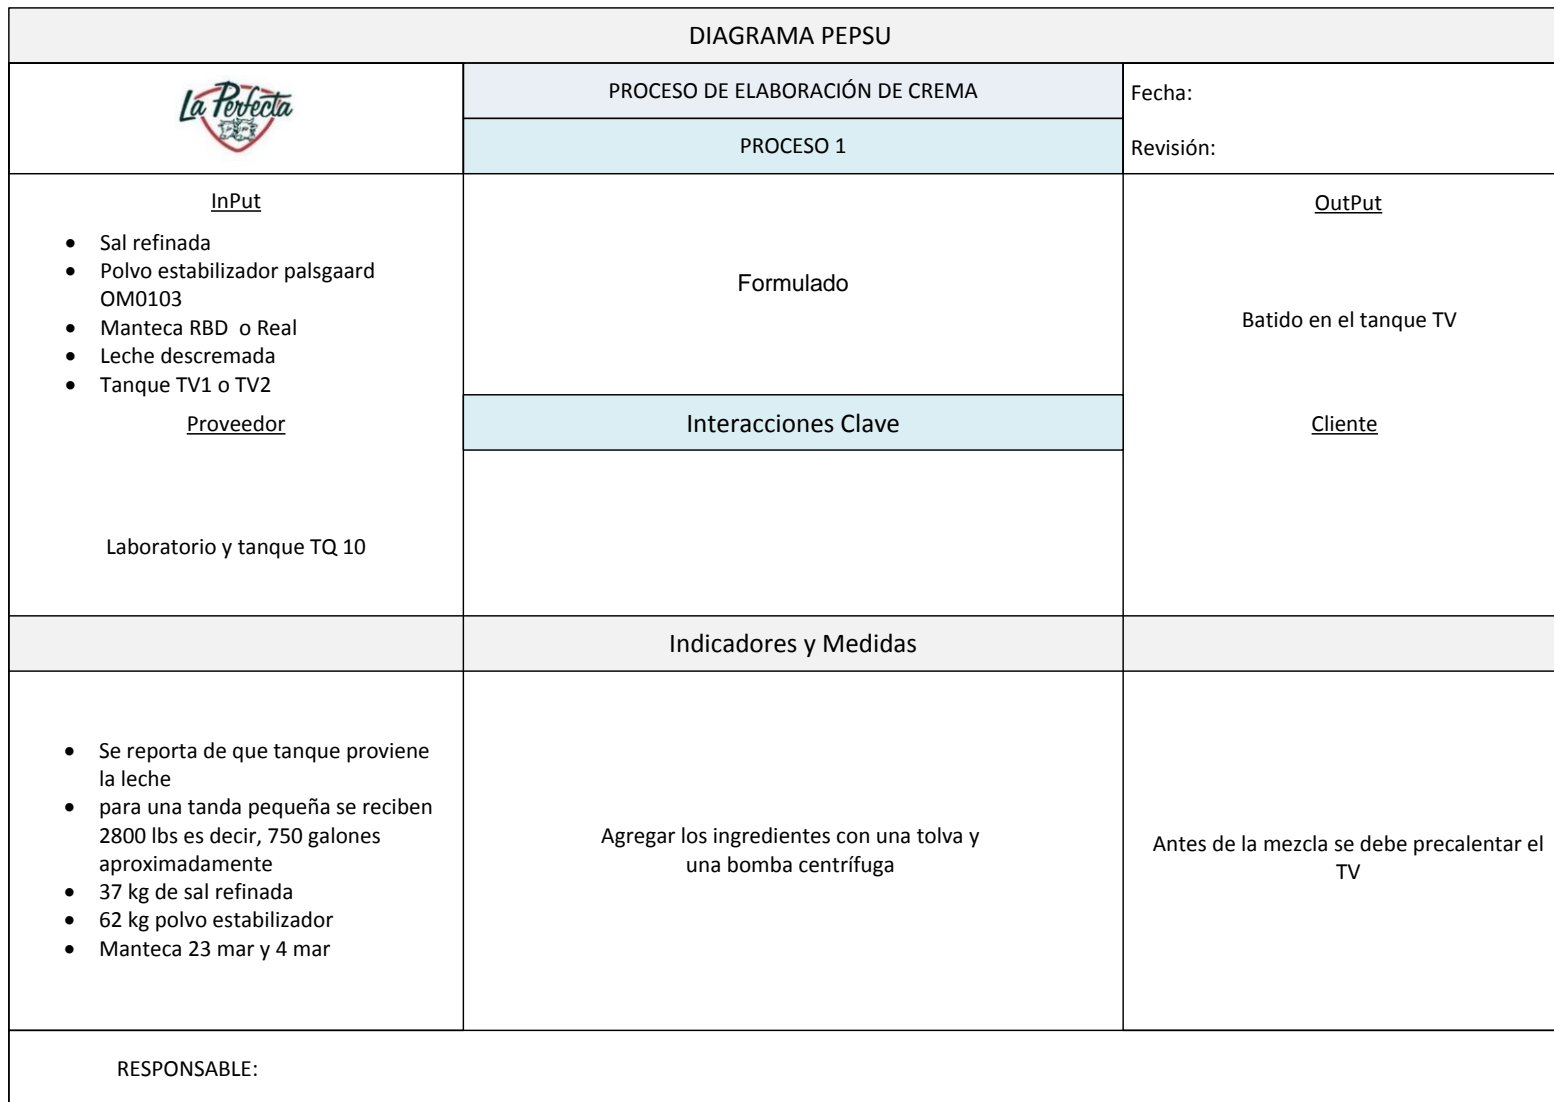 DIAGRAMA PEPSU
La Perfecta
PROCESO DE ELABORACIÓN DE CREMA
PROCESO 1
Fecha:
Revisión:
InPut
• Sal refinada
• Polvo estabilizador palsgaard
OM0103
• Manteca RBD o Real
• Leche descremada
• Tanque TV1 o TV2
Proveedor
Laboratorio y tanque TQ 10
Formulado
Interacciones Clave
OutPut
Batido en el tanque TV
Cliente
Indicadores y Medidas
• Se reporta de que tanque proviene
la leche
• para una tanda pequeña se reciben
2800 lbs es decir, 750 galones
aproximadamente
• 37 kg de sal refinada
• 62 kg polvo estabilizador
• Manteca 23 mar y 4 mar
Agregar los ingredientes con una tolva y
una bomba centrífuga
Antes de la mezcla se debe precalentar el
TV
RESPONSABLE: